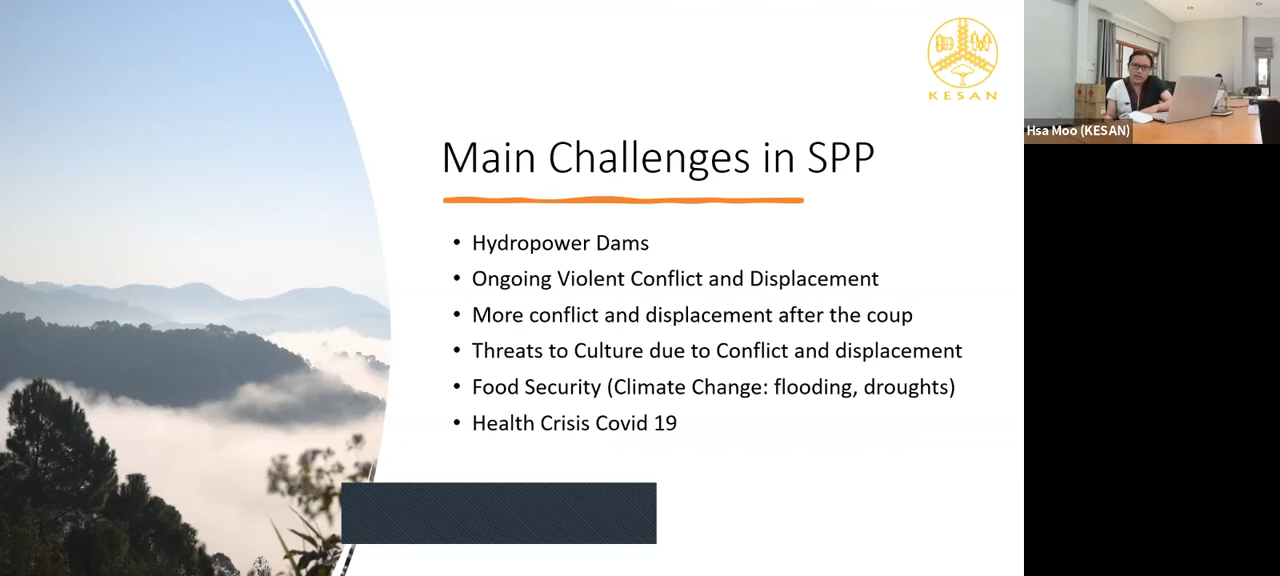 KESAN
Main Challenges in SPP
• Hydropower Dams
• Ongoing Violent Conflict and Displacement
• More conflict and displacement after the coup
• Threats to Culture due to Conflict and displacement
• Food Security (Climate Change: flooding, droughts)
• Health Crisis Covid 19
Hsa Moo (KESAN)